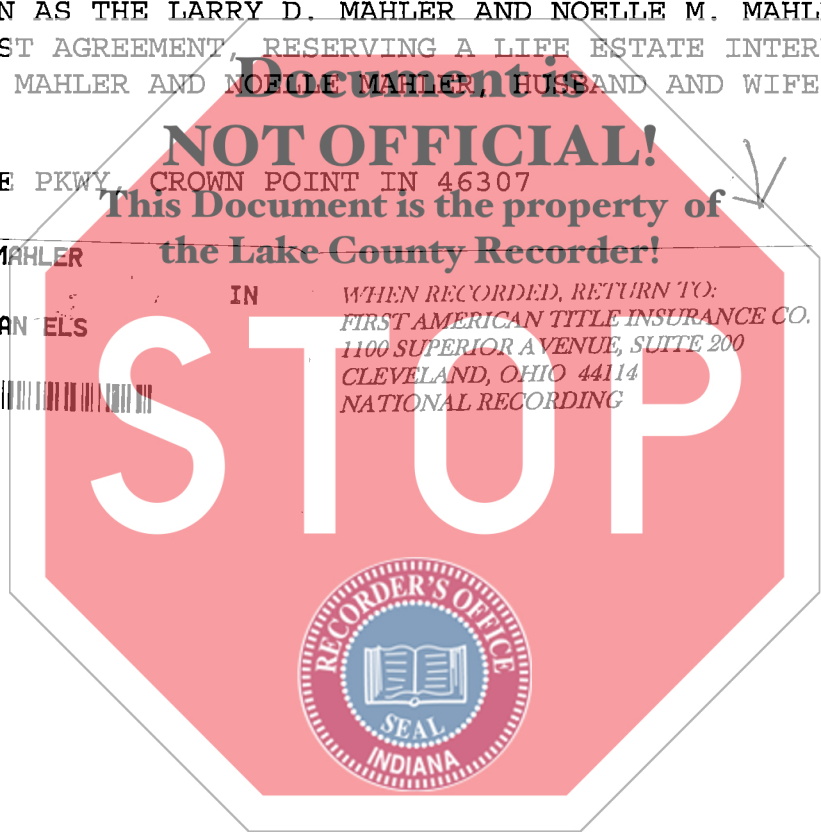 N AS THE LARRY D. MAHLER AND NOELLE M. MAHL
ST AGREEMENT, RESERVING A LIFE ESTATE INTER
MAHLER AND NOELLE MAHLER, HUSBAND AND WIFE
Document is
NOT OFFICIAL!
E PKWY, CROWN POINT IN 46307
This Document is the property of
the Lake County Recorder!
MAHLER
IN
AN ELS
WHEN RECORDED, RETURN TO:
FIRST AMERICAN TITLE INSURANCE CO.
1100 SUPERIOR AVENUE, SUITE 200
CLEVELAND, OHIO 44114
NATIONAL RECORDING
STOP
RECORDER'S OFFICE
SEAL
INDIANA